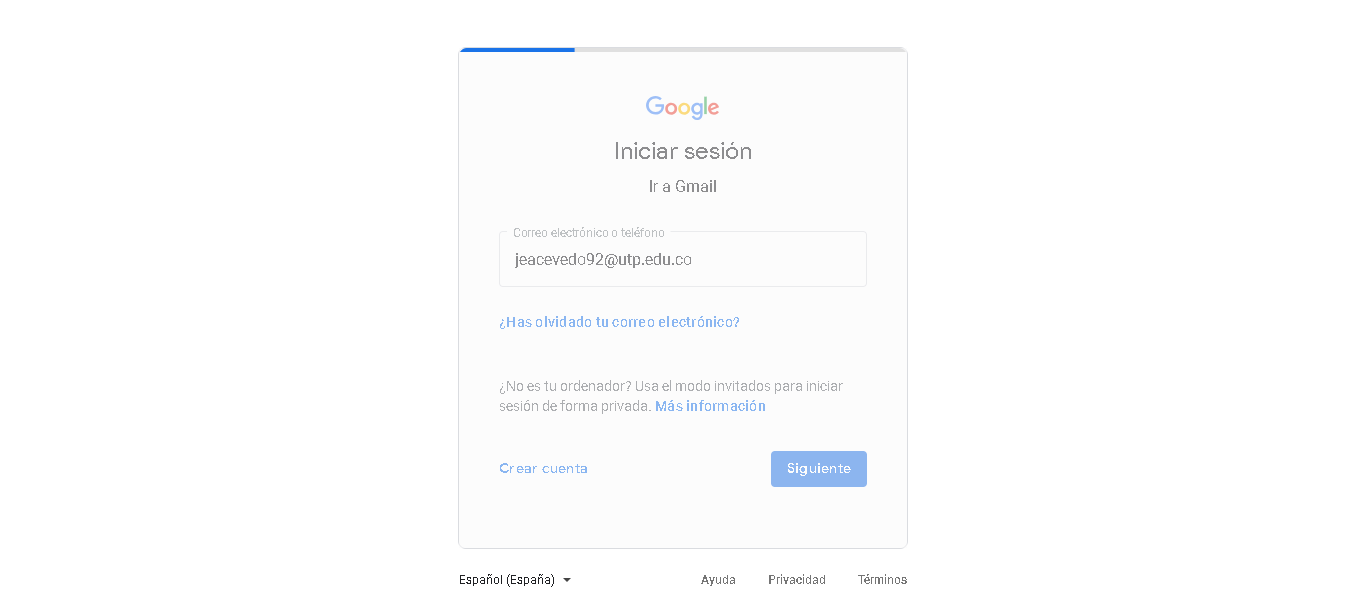 Google
Iniciar sesión
Ir a Gmail
Correo electrónico o teléfono
jeacevedo92@utp.edu.co
¿Has olvidado tu correo electrónico?
¿No es tu ordenador? Usa el modo invitados para iniciar
sesión de forma privada. Más información
Crear cuenta
Siguiente
Español (España)
Ayuda
Privacidad
Términos